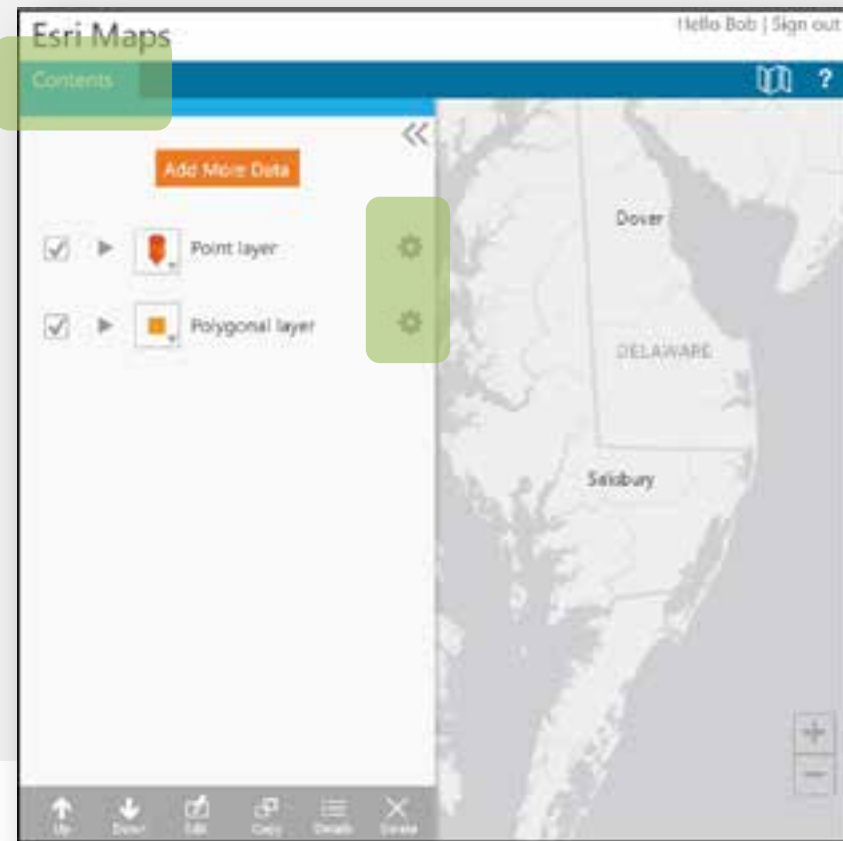 Esri Maps
Hello Bob | Sign out
Contents
?
Add More Data
Point layer
Polygonal layer
Dover
DELAWARE
Salisbury
Up Down Edit Copy Details Delete